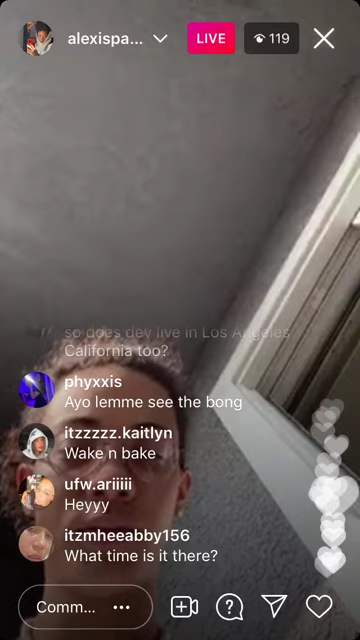 alexispa...
LIVE
119
so does dev live in Los Angeles
California too?
phyxxis
Ayo lemme see the bong
itzzzzz.kaitlyn
Wake n bake
ufw.ariiiii
Heyyy
itzmheeabby156
What time is it there?
Comm...